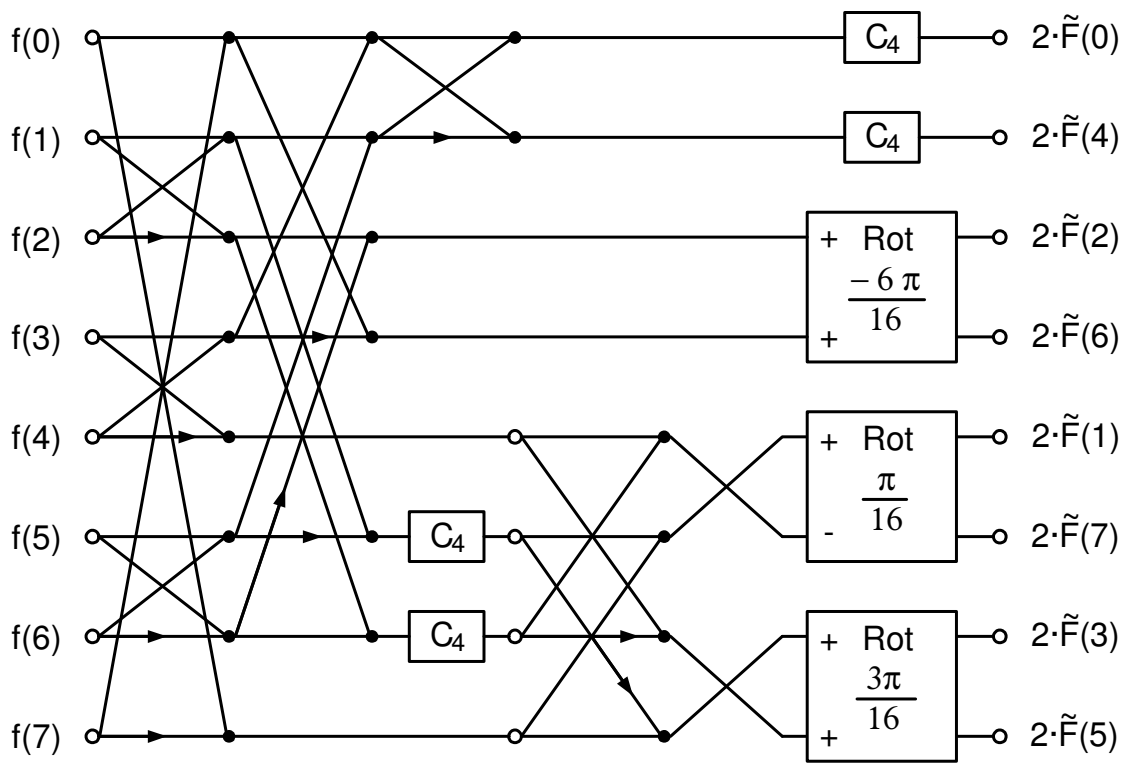 f(0) C₄ 2·F̃(0)
f(1) C₄ 2·F̃(4)
f(2) + Rot 2·F̃(2)
– 6 π
16
f(3) + 2·F̃(6)
f(4) + Rot 2·F̃(1)
π
16
f(5) C₄ - 2·F̃(7)
f(6) C₄ + Rot 2·F̃(3)
3π
16
f(7) + 2·F̃(5)